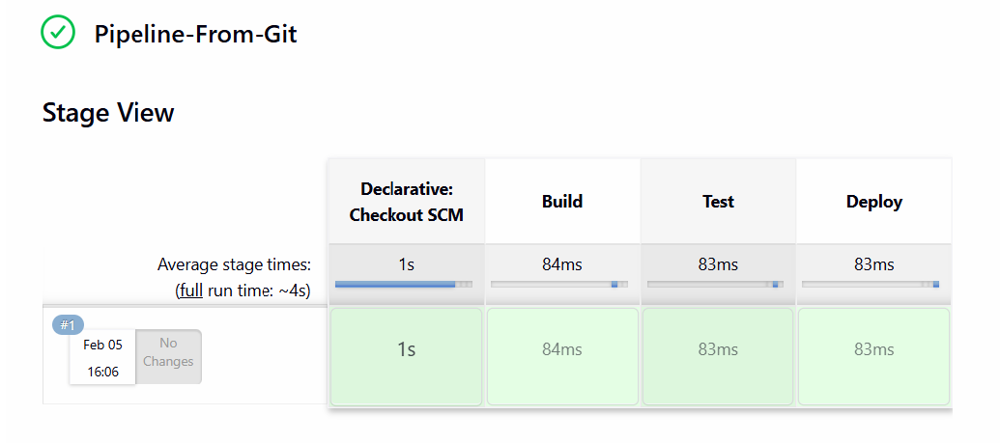 Pipeline-From-Git
Stage View
Declarative:
Checkout SCM
Build
Test
Deploy
Average stage times:
(full run time: ~4s)
1s
84ms
83ms
83ms
#1
Feb 05
16:06
No
Changes
1s
84ms
83ms
83ms